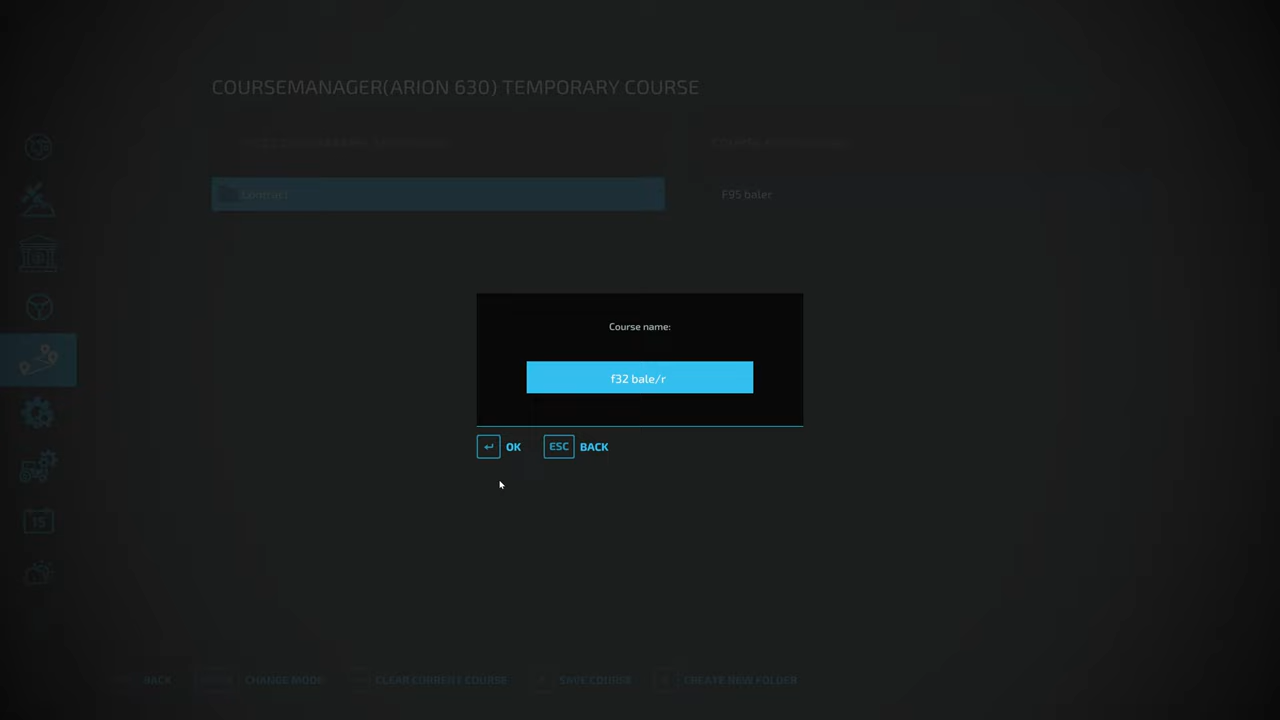 COURSEMANAGER(ARION 630) TEMPORARY COURSE
Contract
F95 baler
Course name:
f32 bale/r
OK
ESC BACK
15
BACK
CHANGE MODE
CLEAR CURRENT COURSE
SAVE COURSE
CREATE NEW FOLDER